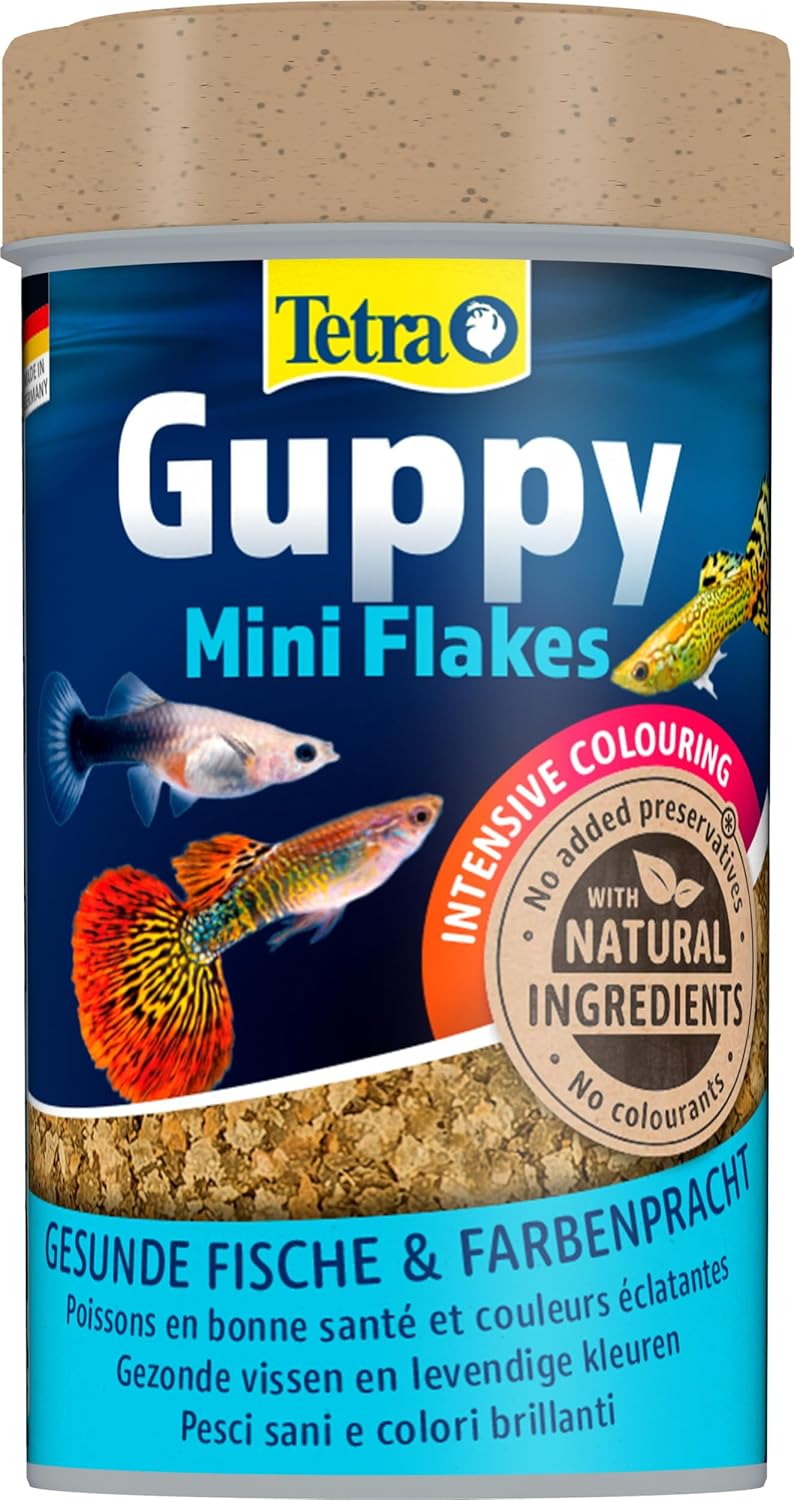 Tetra
MADE IN
GERMANY
Guppy
Mini Flakes
INTENSIVE COLOURING
No added preservatives*
WITH
NATURAL
INGREDIENTS
No colourants
GESUNDE FISCHE & FARBENPRACHT
Poissons en bonne santé et couleurs éclatantes
Gezonde vissen en levendige kleuren
Pesci sani e colori brillanti